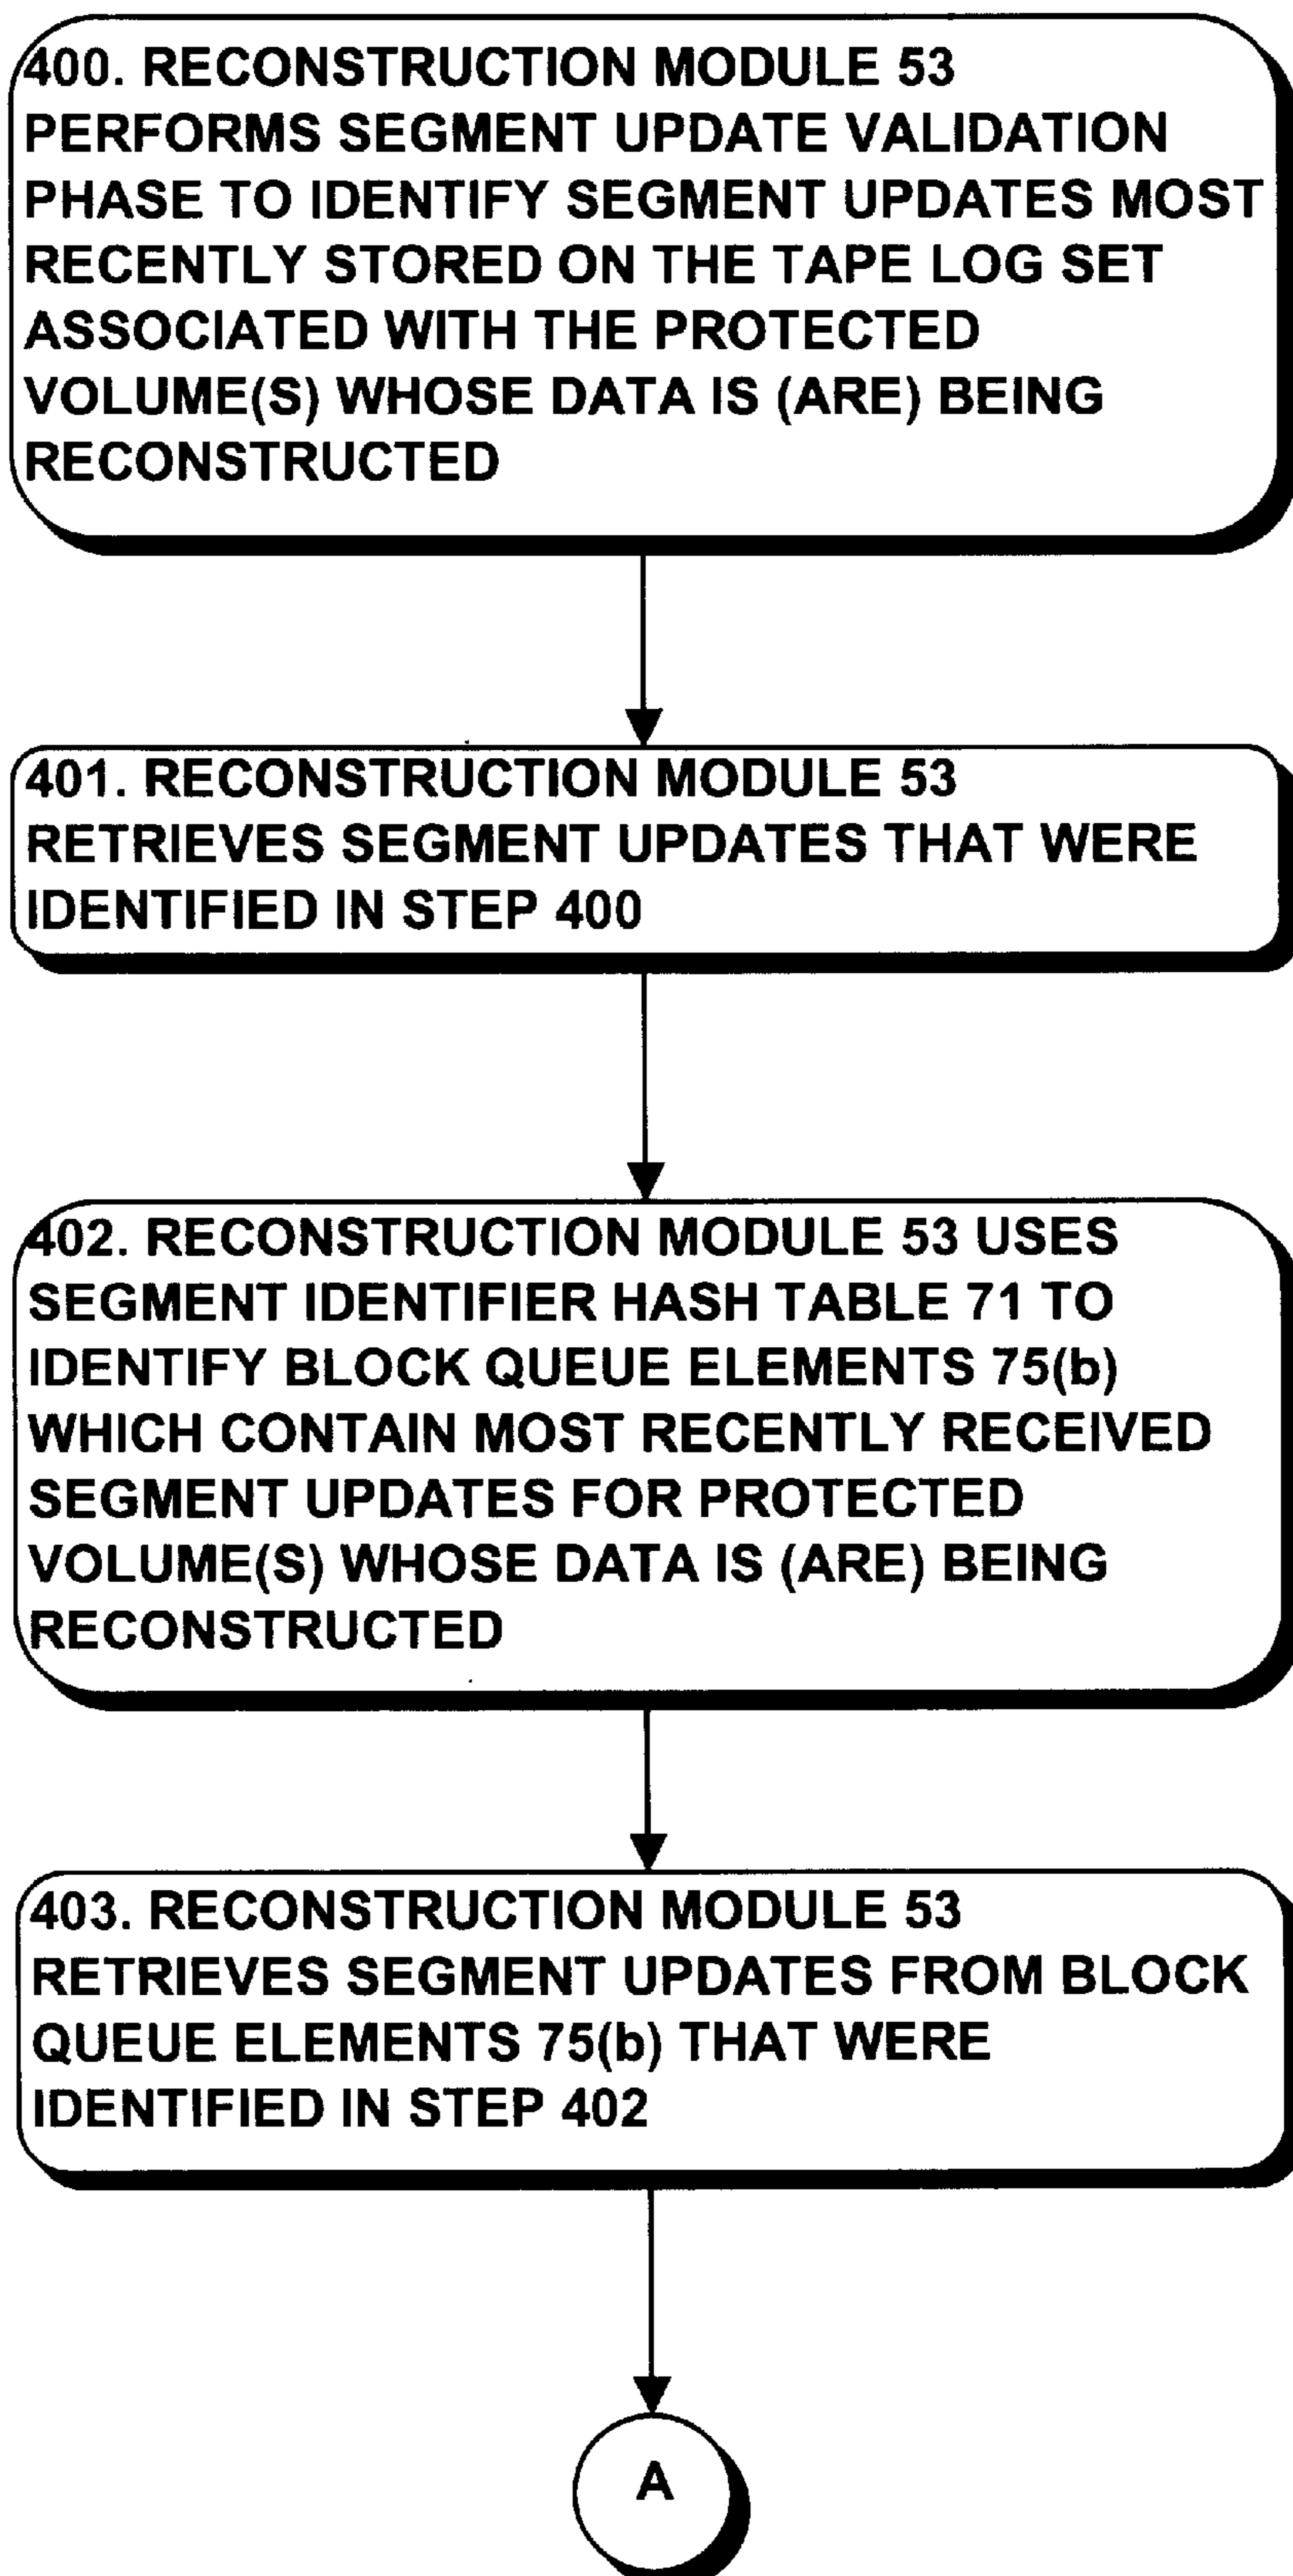 400. RECONSTRUCTION MODULE 53
PERFORMS SEGMENT UPDATE VALIDATION
PHASE TO IDENTIFY SEGMENT UPDATES MOST
RECENTLY STORED ON THE TAPE LOG SET
ASSOCIATED WITH THE PROTECTED
VOLUME(S) WHOSE DATA IS (ARE) BEING
RECONSTRUCTED
401. RECONSTRUCTION MODULE 53
RETRIEVES SEGMENT UPDATES THAT WERE
IDENTIFIED IN STEP 400
402. RECONSTRUCTION MODULE 53 USES
SEGMENT IDENTIFIER HASH TABLE 71 TO
IDENTIFY BLOCK QUEUE ELEMENTS 75(b)
WHICH CONTAIN MOST RECENTLY RECEIVED
SEGMENT UPDATES FOR PROTECTED
VOLUME(S) WHOSE DATA IS (ARE) BEING
RECONSTRUCTED
403. RECONSTRUCTION MODULE 53
RETRIEVES SEGMENT UPDATES FROM BLOCK
QUEUE ELEMENTS 75(b) THAT WERE
IDENTIFIED IN STEP 402
A